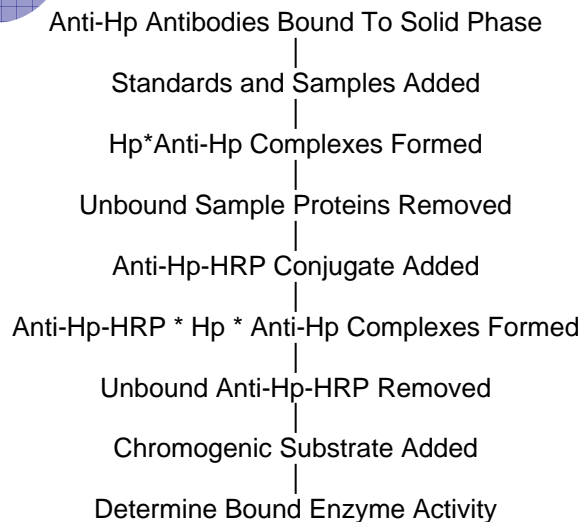 Anti-Hp Antibodies Bound To Solid Phase
Standards and Samples Added
Hp*Anti-Hp Complexes Formed
Unbound Sample Proteins Removed
Anti-Hp-HRP Conjugate Added
Anti-Hp-HRP * Hp * Anti-Hp Complexes Formed
Unbound Anti-Hp-HRP Removed
Chromogenic Substrate Added
Determine Bound Enzyme Activity